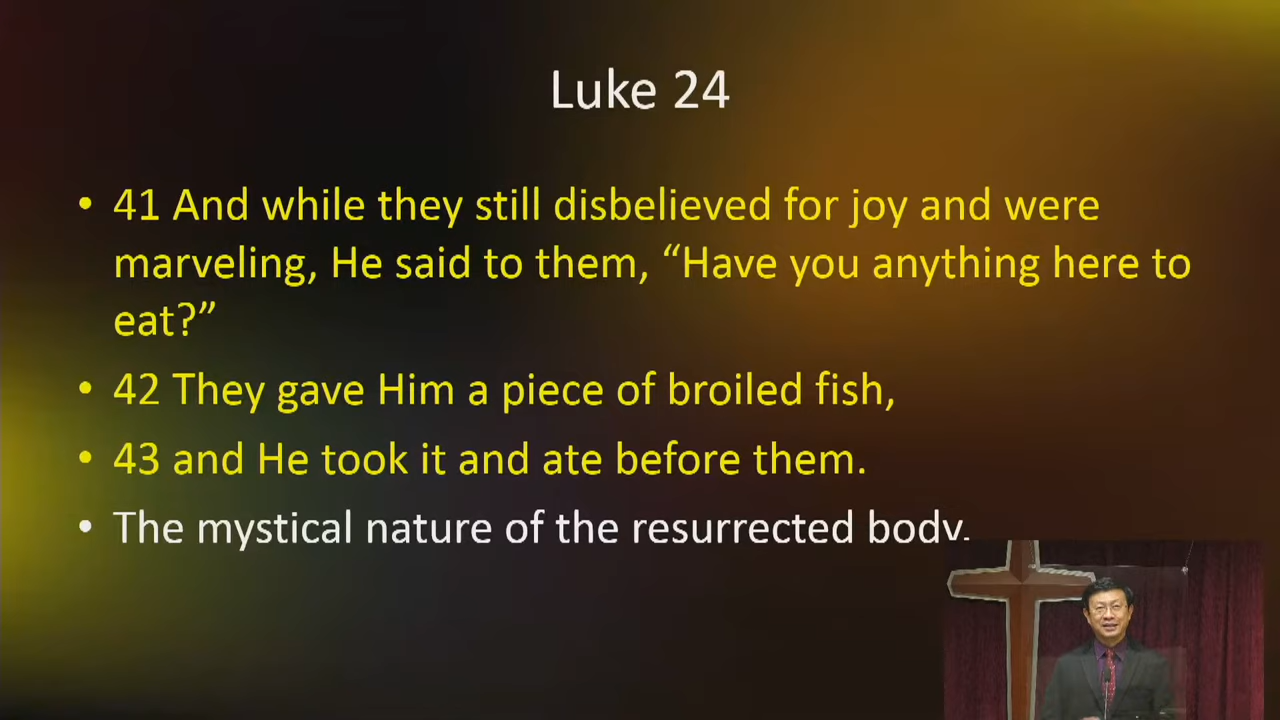 Luke 24
• 41 And while they still disbelieved for joy and were
marveling, He said to them, “Have you anything here to
eat?”
• 42 They gave Him a piece of broiled fish,
• 43 and He took it and ate before them.
• The mystical nature of the resurrected body.